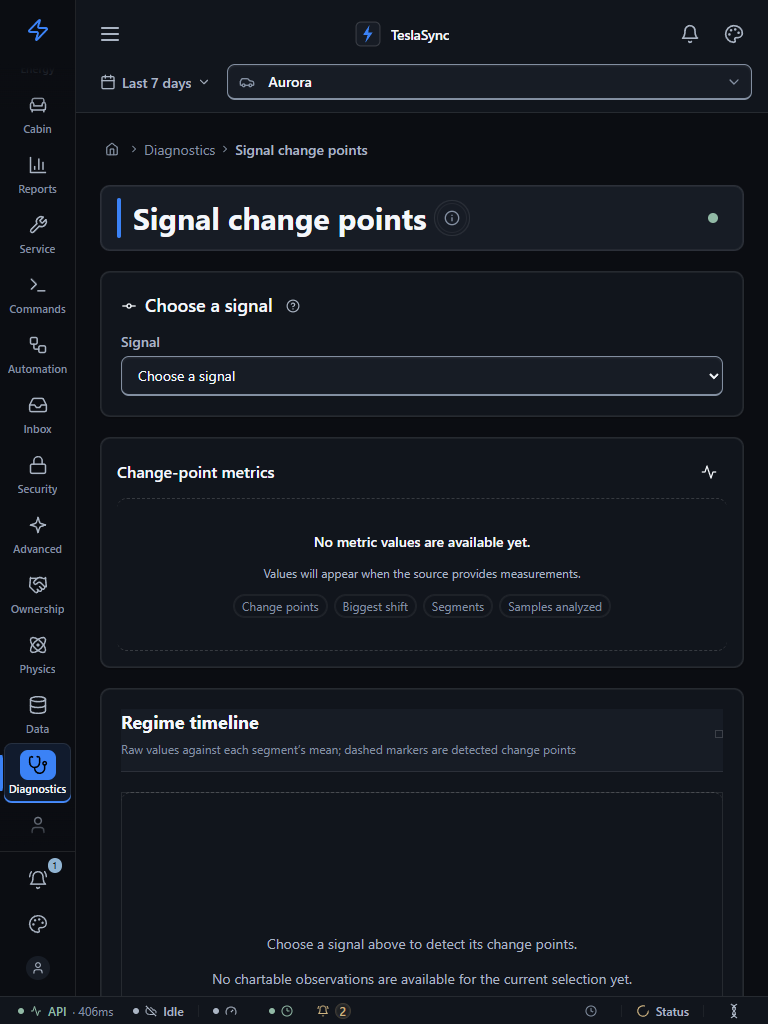 TeslaSync
Last 7 days
Aurora
Energy
Cabin
Reports
Service
Commands
Automation
Inbox
Security
Advanced
Ownership
Physics
Data
Diagnostics
1
Diagnostics
Signal change points
Signal change points
Choose a signal
Signal
Choose a signal
Change-point metrics
No metric values are available yet.
Values will appear when the source provides measurements.
Change points Biggest shift Segments Samples analyzed
Regime timeline
Raw values against each segment's mean; dashed markers are detected change points
Choose a signal above to detect its change points.
No chartable observations are available for the current selection yet.
API · 406ms Idle 2 Status